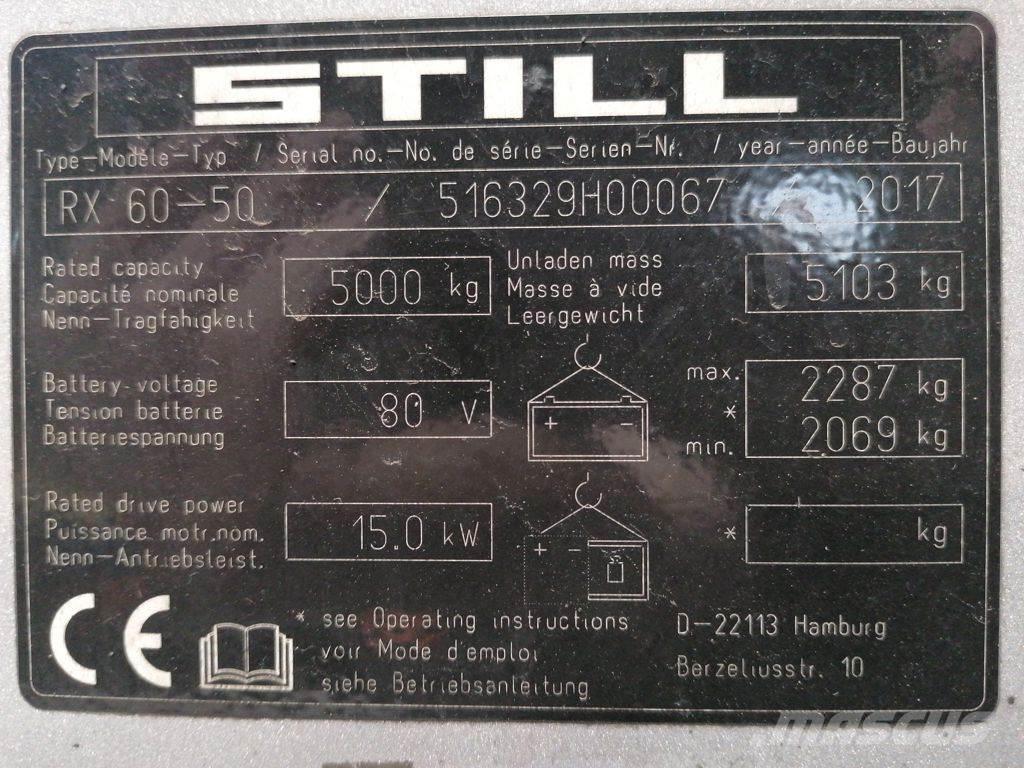 STILL
Type-Modèle-Typ / Serial no.-No. de série-Serien-Nr. / year-année-Baujahr
RX 60-50 / 516329H00067 / 2017
Rated capacity
Capacité nominale
Nenn-Tragfähigkeit
5000 kg
Unladen mass
Masse à vide
Leergewicht
5103 kg
Battery-voltage
Tension batterie
Batteriespannung
80 V
+ -
max. 2287 kg
*
min. 2069 kg
Rated drive power
Puissance motr.nom.
Nenn-Antriebsleist.
15.0 kW
+ -
* kg
CE
* see Operating instructions
voir Mode d'emploi
siehe Betriebsanleitung
D-22113 Hamburg
Berzeliusstr. 10
mascus